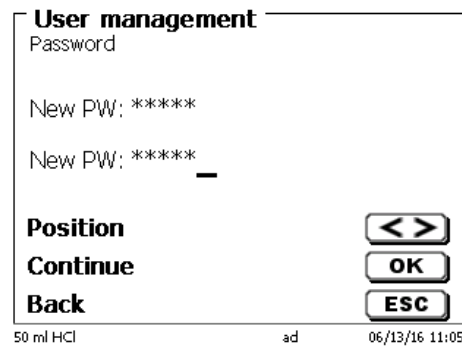 User management
Password
New PW: *****
New PW: *****_
Position < >
Continue OK
Back ESC
50 ml HCl ad 06/13/16 11:05